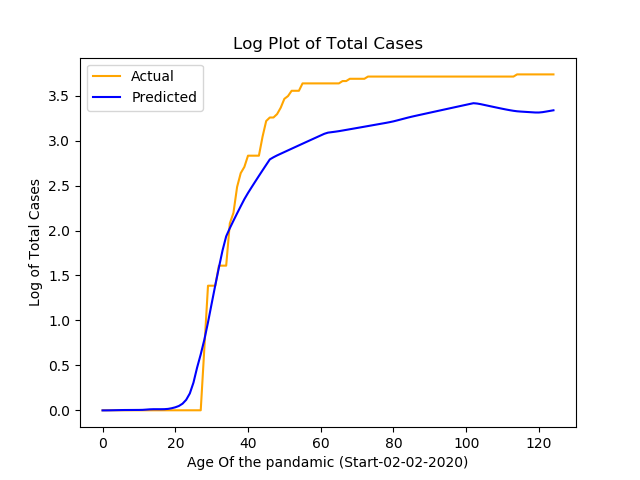 Log Plot of Total Cases
Actual
Predicted
3.5
3.0
2.5
2.0
1.5
1.0
0.5
0.0
Log of Total Cases
0 20 40 60 80 100 120
Age Of the pandamic (Start-02-02-2020)